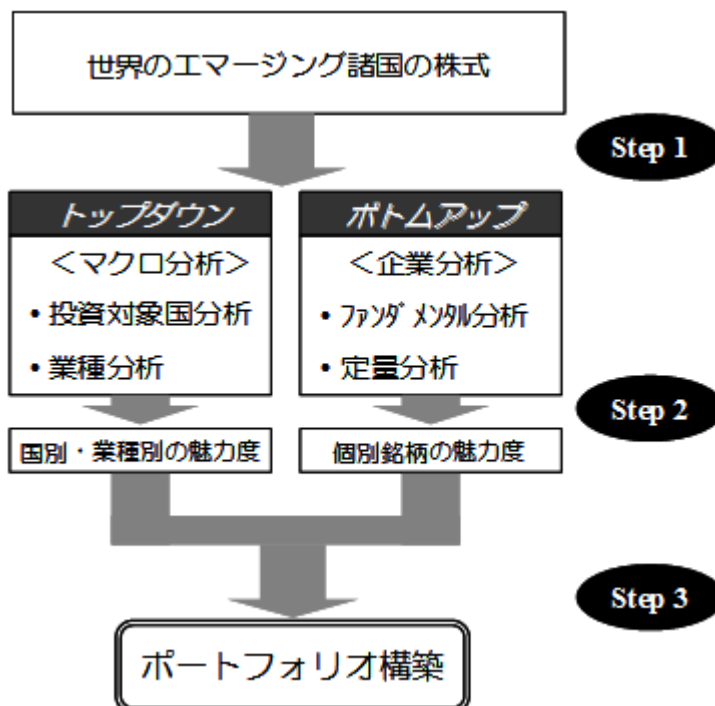 世界のエマージング諸国の株式
Step 1
トップダウン
<マクロ分析>
・投資対象国分析
・業種分析
ボトムアップ
<企業分析>
・ファンダメンタル分析
・定量分析
Step 2
国別・業種別の魅力度
個別銘柄の魅力度
Step 3
ポートフォリオ構築